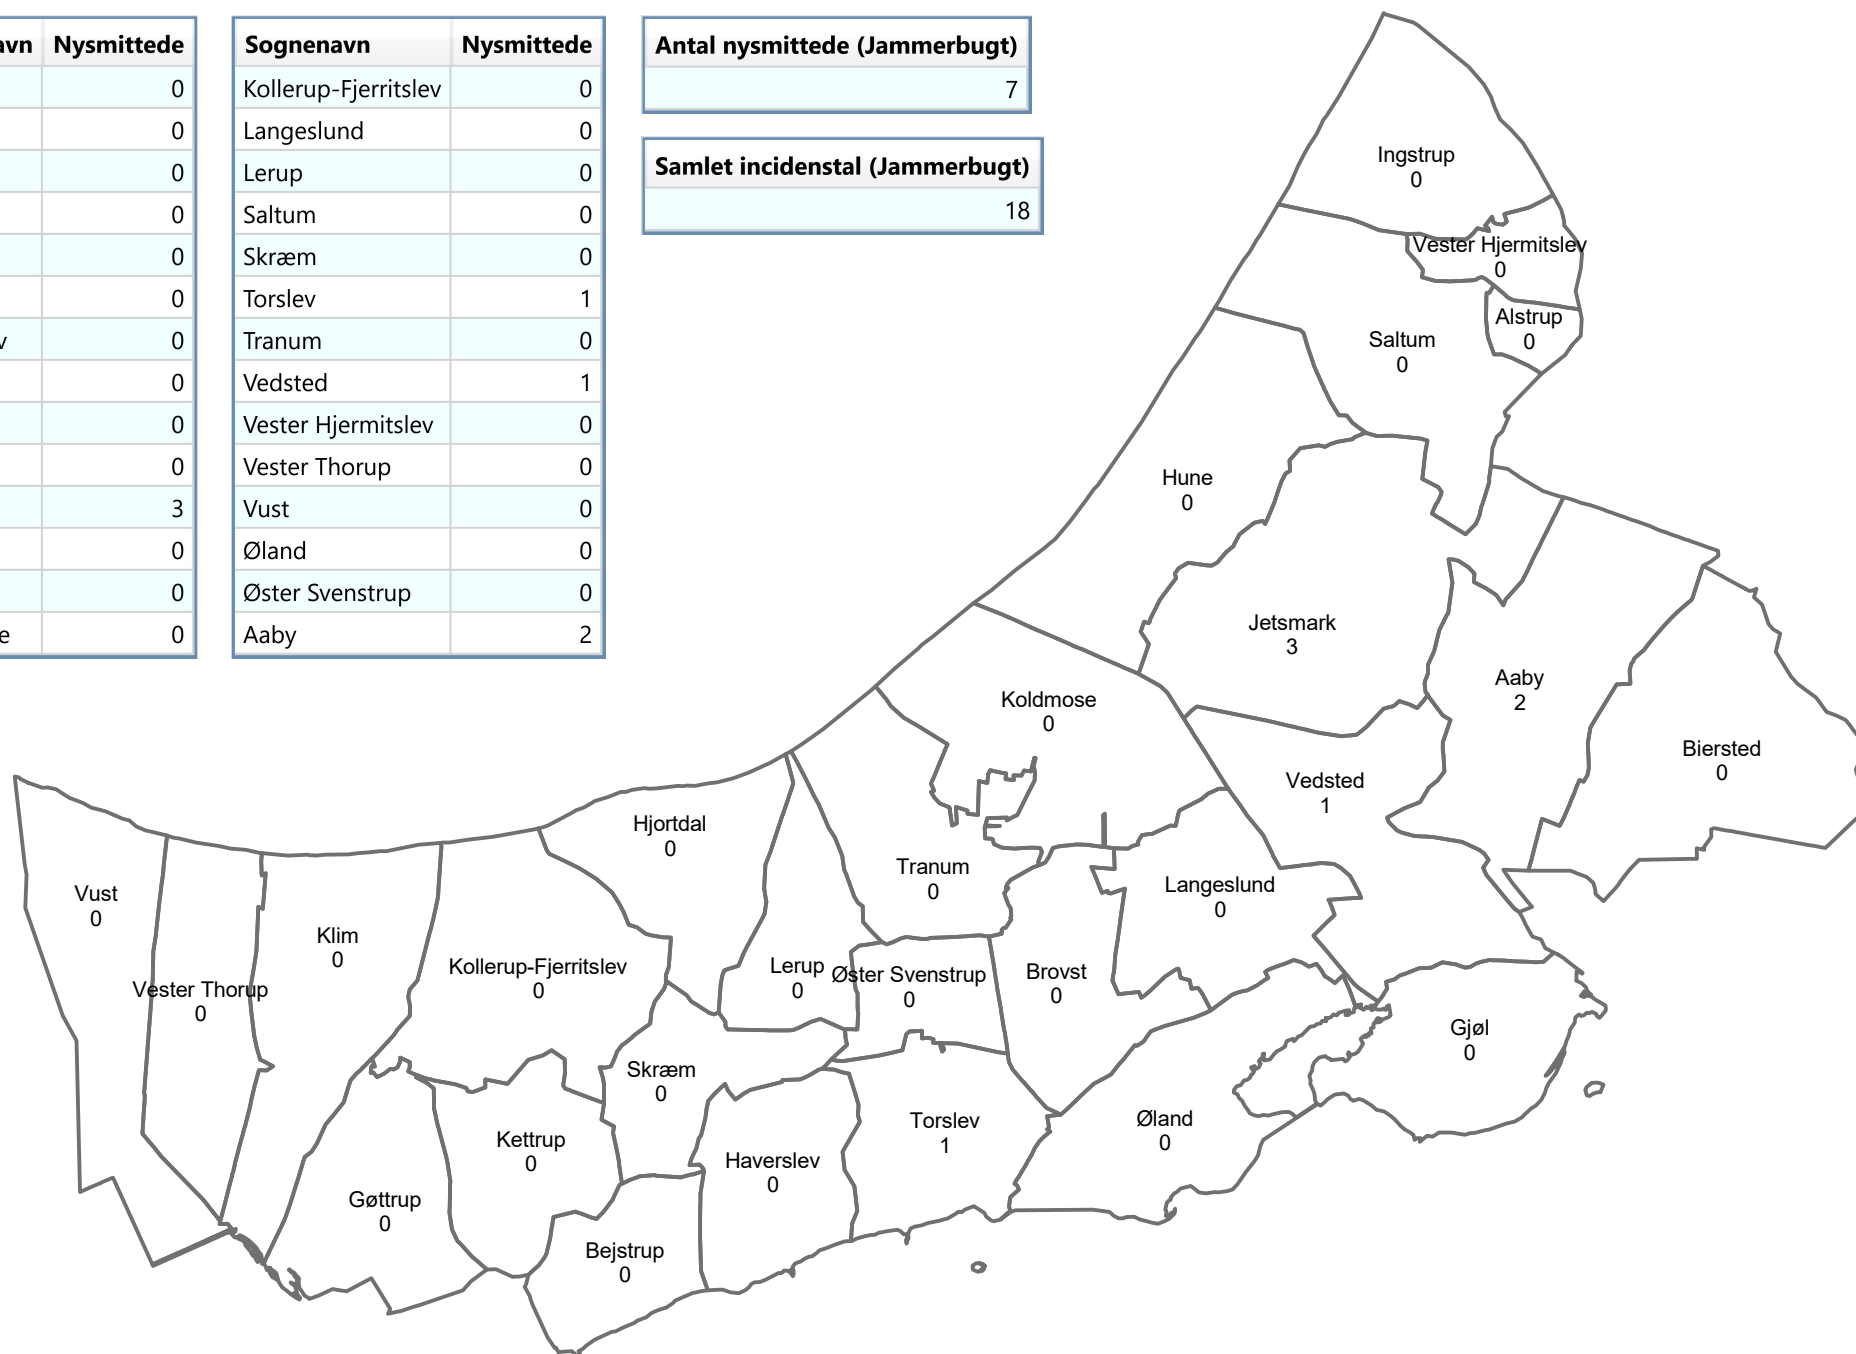 Nysmittede
0
0
0
0
0
0
0
0
0
0
3
0
0
0
Sognenavn Nysmittede
Kollerup-Fjerritslev 0
Langeslund 0
Lerup 0
Saltum 0
Skræm 0
Torslev 1
Tranum 0
Vedsted 1
Vester Hjermitslev 0
Vester Thorup 0
Vust 0
Øland 0
Øster Svenstrup 0
Aaby 2
Antal nysmittede (Jammerbugt)
7
Samlet incidenstal (Jammerbugt)
18
Ingstrup
0
Vester Hjermitslev
0
Alstrup
0
Saltum
0
Hune
0
Jetsmark
3
Aaby
2
Koldmose
0
Biersted
0
Vedsted
1
Hjortdal
0
Tranum
0
Langeslund
0
Vust
0
Klim
0
Kollerup-Fjerritslev
0
Lerup
0
Øster Svenstrup
0
Brovst
0
Vester Thorup
0
Gjøl
0
Skræm
0
Torslev
1
Øland
0
Kettrup
0
Haverslev
0
Gøttrup
0
Bejstrup
0